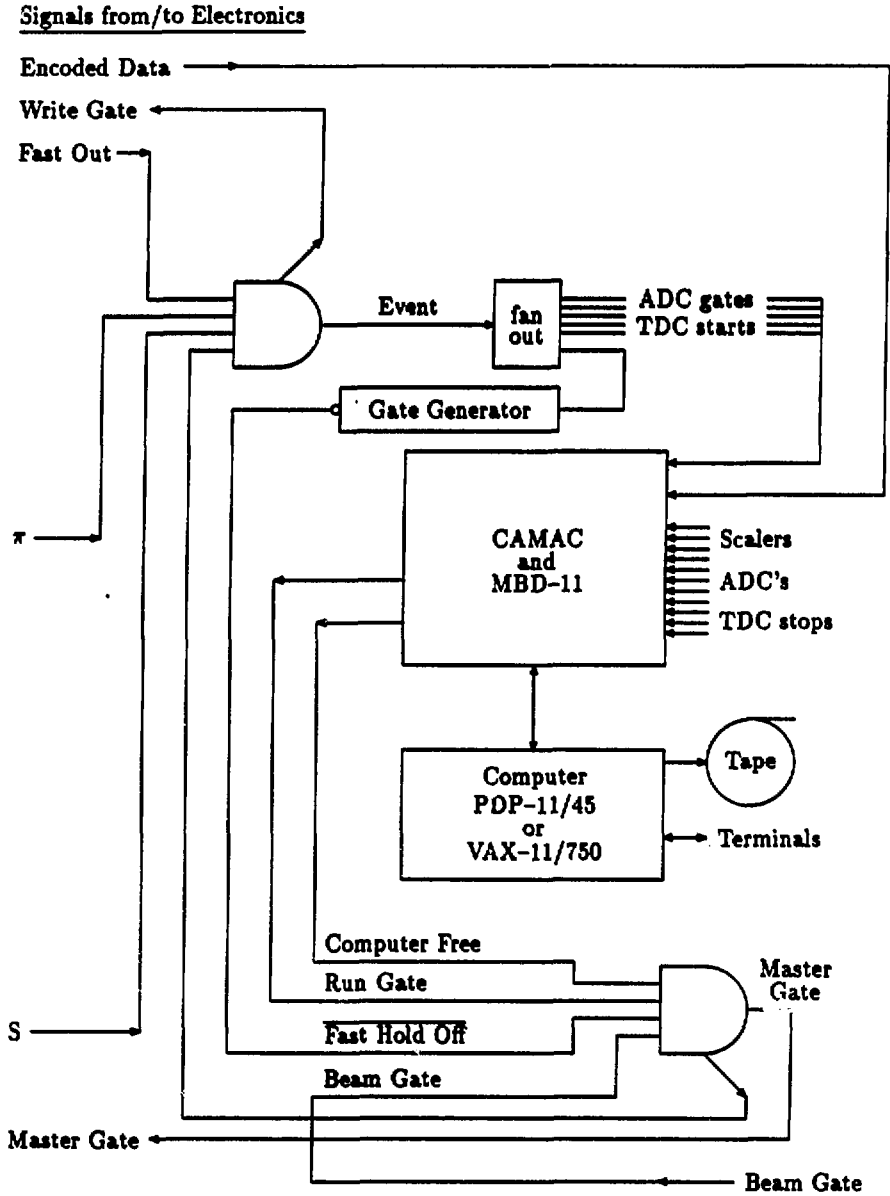 Signals from/to Electronics
Encoded Data
Write Gate
Fast Out
Event
fan
out
ADC gates
TDC starts
Gate Generator
π
CAMAC
and
MBD-11
Scalers
ADC's
TDC stops
Computer
PDP-11/45
or
VAX-11/750
Tape
Terminals
Computer Free
Run Gate
Fast Hold Off
Beam Gate
Master
Gate
S
Master Gate
Beam Gate